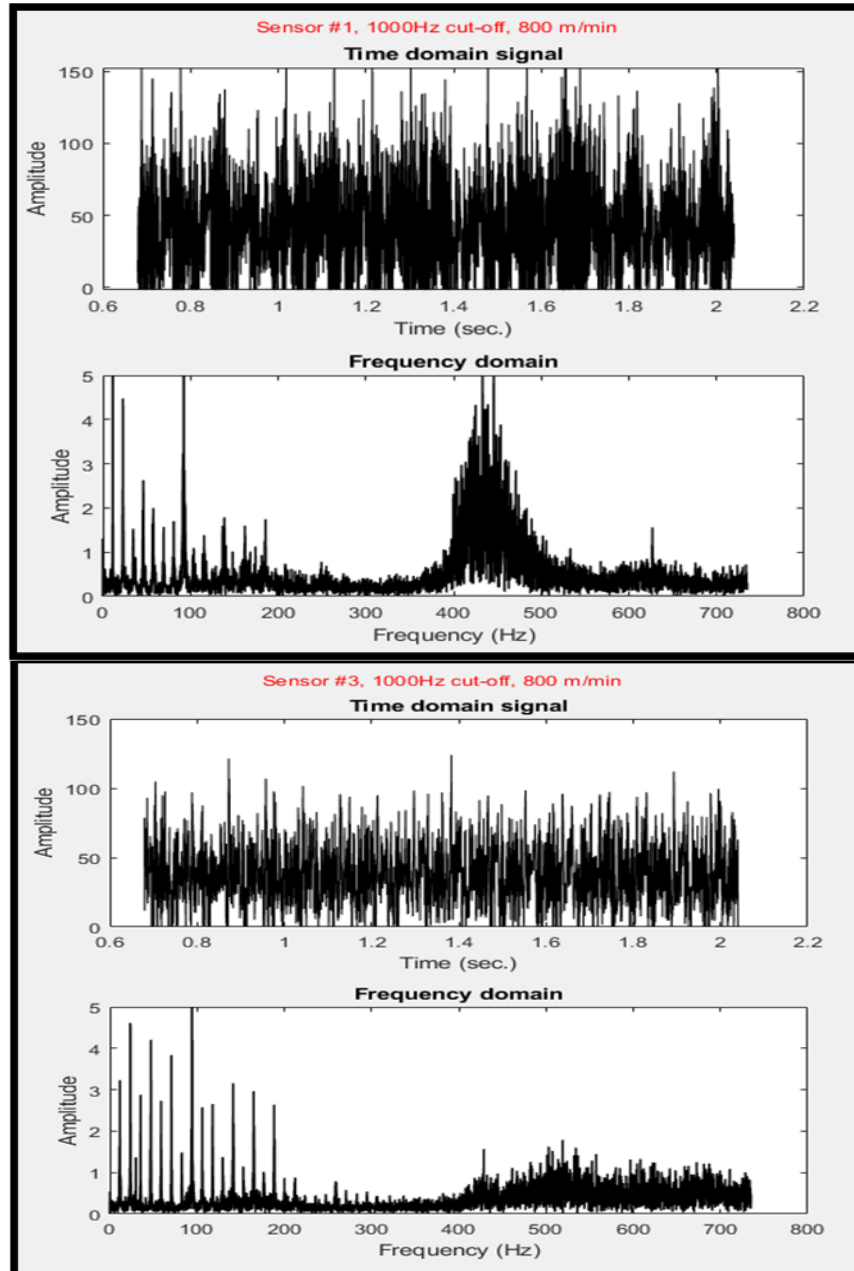 Sensor #1, 1000Hz cut-off, 800 m/min
Time domain signal
150
100
50
0
Amplitude
0.6 0.8 1 1.2 1.4 1.6 1.8 2 2.2
Time (sec.)
Frequency domain
5
4
3
2
1
0
Amplitude
0 100 200 300 400 500 600 700 800
Frequency (Hz)
Sensor #3, 1000Hz cut-off, 800 m/min
Time domain signal
150
100
50
0
Amplitude
0.6 0.8 1 1.2 1.4 1.6 1.8 2 2.2
Time (sec.)
Frequency domain
5
4
3
2
1
0
Amplitude
0 100 200 300 400 500 600 700 800
Frequency (Hz)